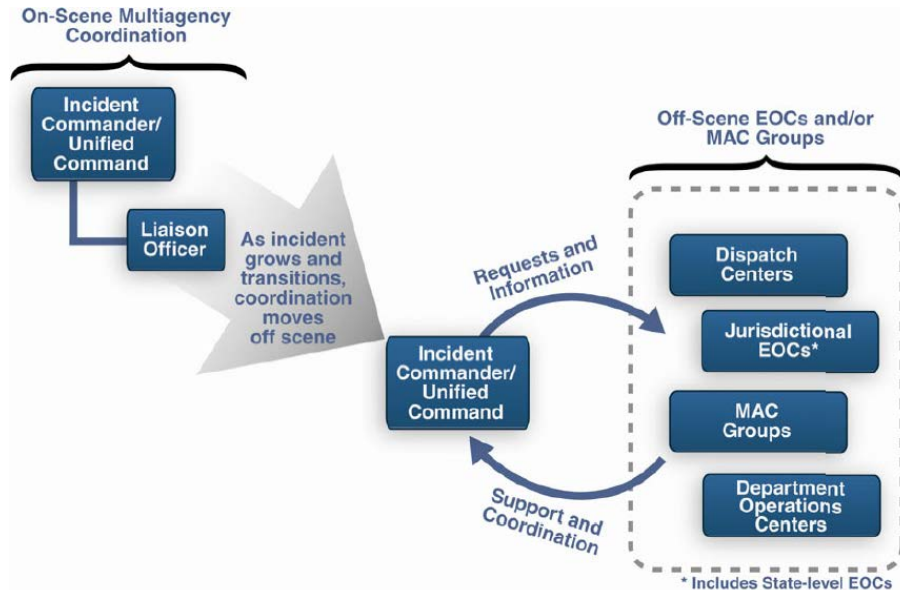 On-Scene Multiagency
Coordination
Incident
Commander/
Unified
Command
Liaison
Officer
As incident
grows and
transitions,
coordination
moves
off scene
Incident
Commander/
Unified
Command
Requests and
Information
Support and
Coordination
Off-Scene EOCs and/or
MAC Groups
Dispatch
Centers
Jurisdictional
EOCs*
MAC
Groups
Department
Operations
Centers
* Includes State-level EOCs